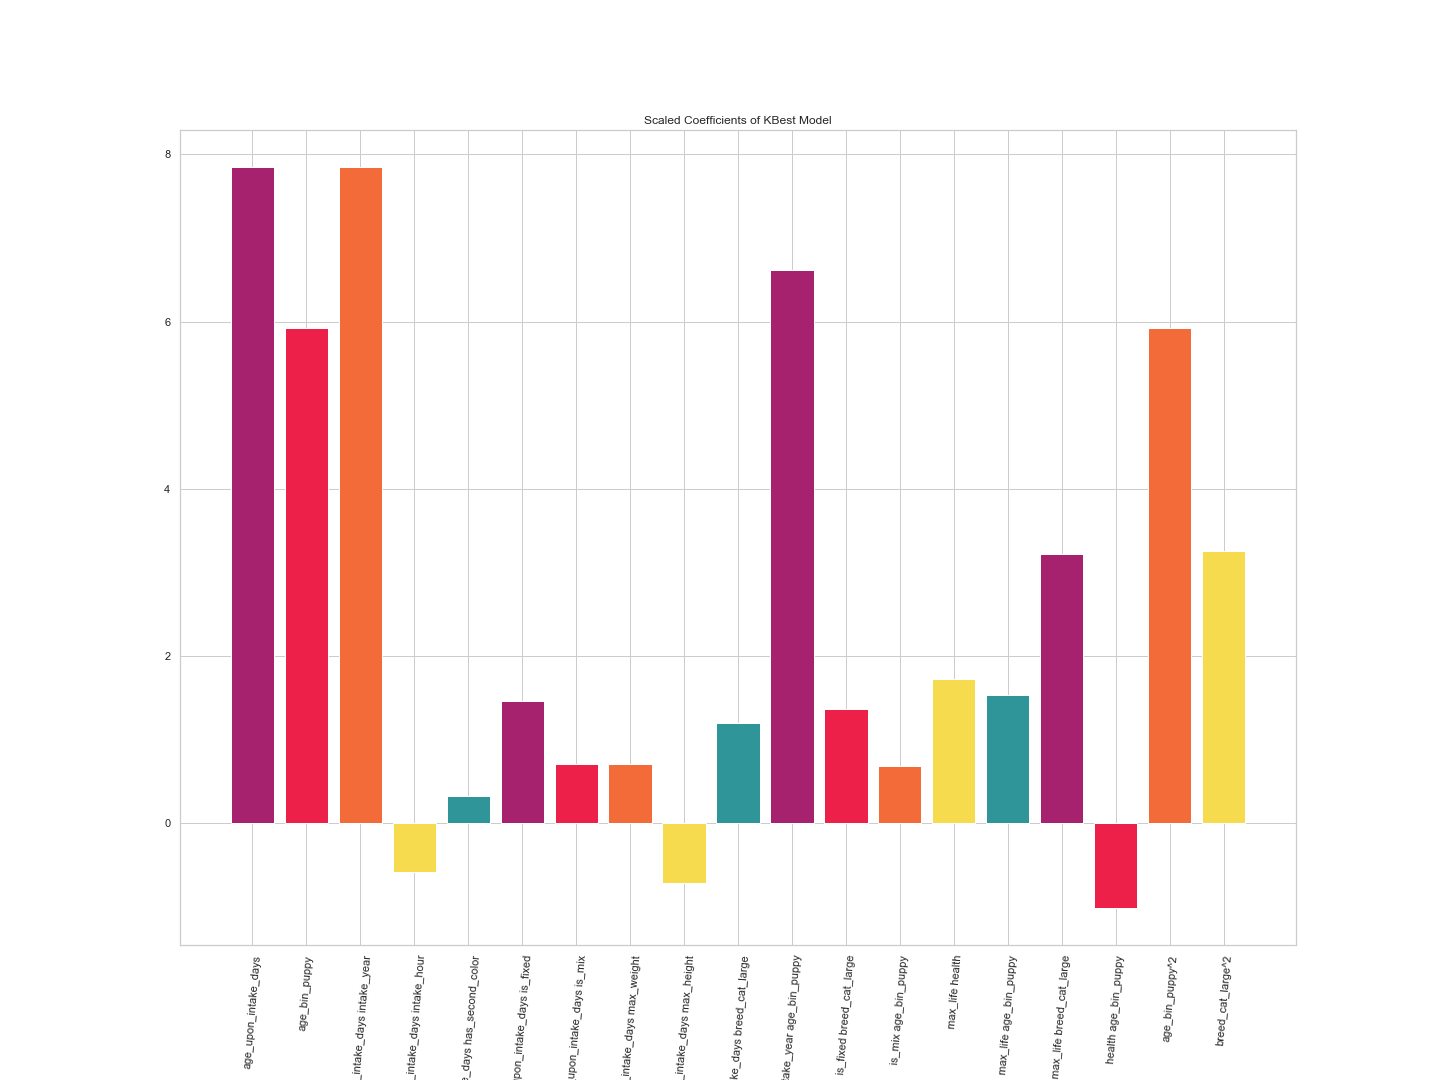 Scaled Coefficients of KBest Model
8
6
4
2
0
age_upon_intake_days
age_bin_puppy
_intake_days intake_year
_intake_days intake_hour
e_days has_second_color
upon_intake_days is_fixed
upon_intake_days is_mix
_intake_days max_weight
_intake_days max_height
ke_days breed_cat_large
take_year age_bin_puppy
is_fixed breed_cat_large
is_mix age_bin_puppy
max_life health
max_life age_bin_puppy
max_life breed_cat_large
health age_bin_puppy
age_bin_puppy^2
breed_cat_large^2